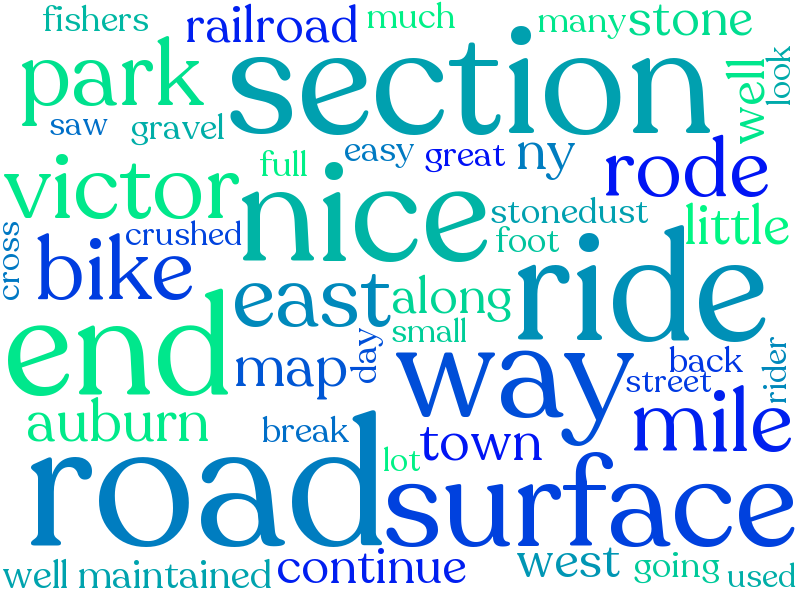 fishers
railroad
much
many
stone
park
section
well
look
saw
gravel
easy
great
ny
rode
full
victor
nice
stonedust
little
crushed
foot
cross
bike
east
along
ride
end
small
map
day
way
back
street
rider
auburn
break
town
mile
lot
road
surface
well maintained
continue
west
going
used